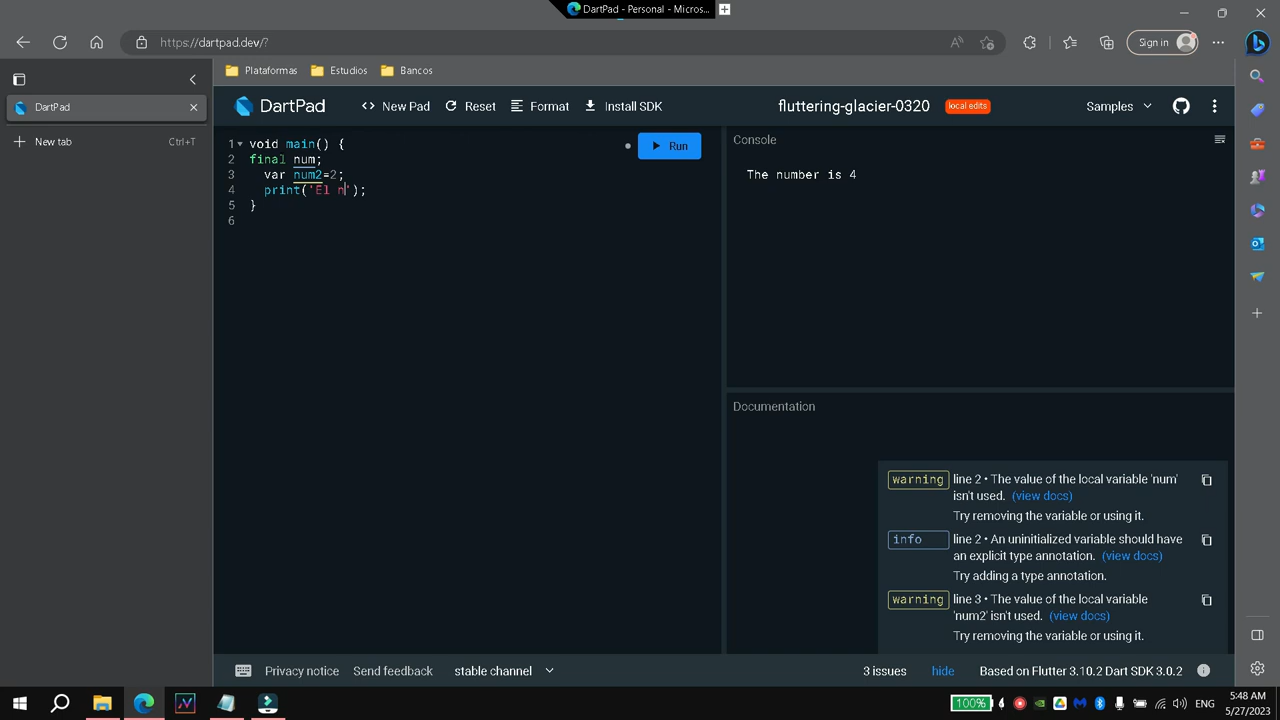 DartPad - Personal - Micros...
https://dartpad.dev/?
Sign in
Plataformas
Estudios
Bancos
DartPad
New tab
Ctrl+T
DartPad
New Pad
Reset
Format
Install SDK
fluttering-glacier-0320
local edits
Samples
1 void main() {
2 final num;
3 var num2=2;
4 print('El n');
5 }
6
Run
Console
The number is 4
Documentation
warning
line 2 • The value of the local variable 'num'
isn't used. (view docs)
Try removing the variable or using it.
info
line 2 • An uninitialized variable should have
an explicit type annotation. (view docs)
Try adding a type annotation.
warning
line 3 • The value of the local variable
'num2' isn't used. (view docs)
Try removing the variable or using it.
Privacy notice
Send feedback
stable channel
3 issues
hide
Based on Flutter 3.10.2 Dart SDK 3.0.2
100%
ENG
5:48 AM
5/27/2023